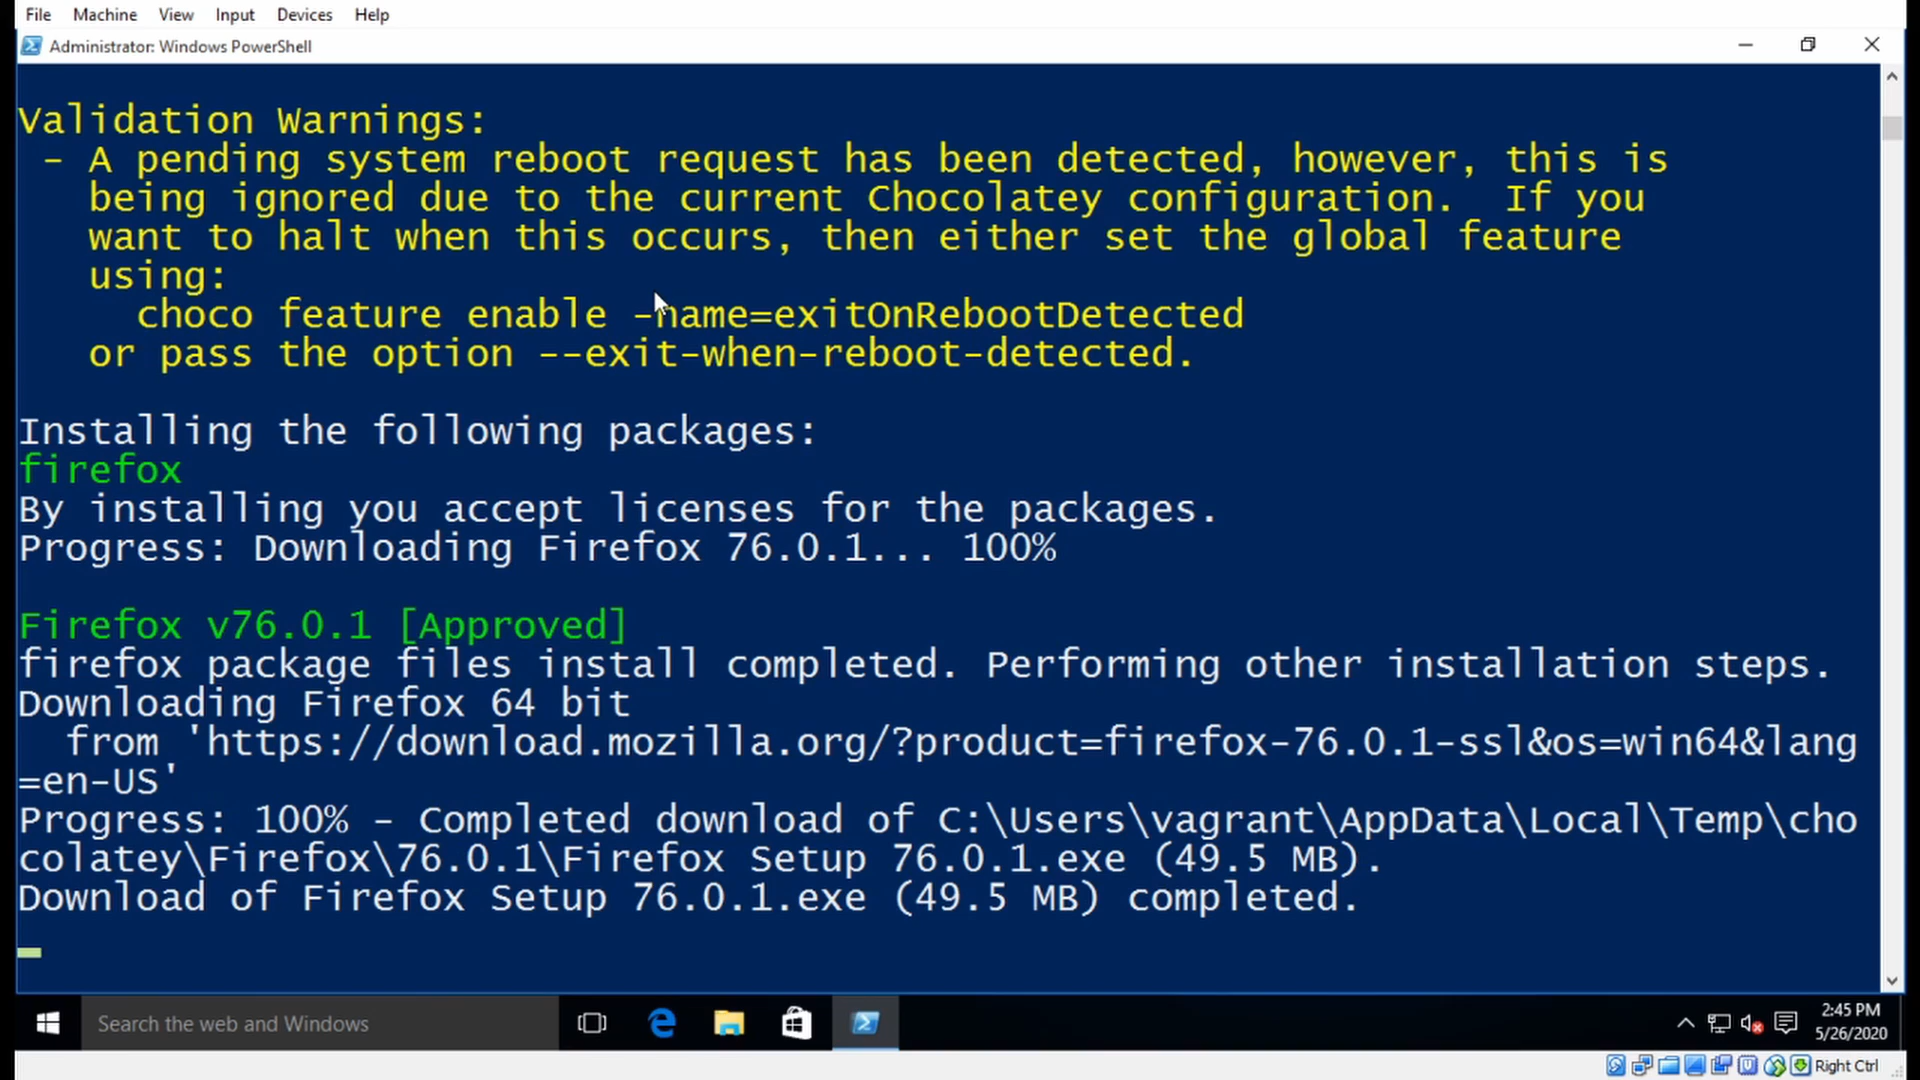 File Machine View Input Devices Help
Administrator: Windows PowerShell
Validation Warnings:
- A pending system reboot request has been detected, however, this is
being ignored due to the current Chocolatey configuration.  If you
want to halt when this occurs, then either set the global feature
using:
choco feature enable -name=exitOnRebootDetected
or pass the option --exit-when-reboot-detected.
Installing the following packages:
firefox
By installing you accept licenses for the packages.
Progress: Downloading Firefox 76.0.1... 100%
Firefox v76.0.1 [Approved]
firefox package files install completed. Performing other installation steps.
Downloading Firefox 64 bit
from 'https://download.mozilla.org/?product=firefox-76.0.1-ssl&os=win64&lang
=en-US'
Progress: 100% - Completed download of C:\Users\vagrant\AppData\Local\Temp\cho
colatey\Firefox\76.0.1\Firefox Setup 76.0.1.exe (49.5 MB).
Download of Firefox Setup 76.0.1.exe (49.5 MB) completed.
Search the web and Windows
2:45 PM
5/26/2020
Right Ctrl